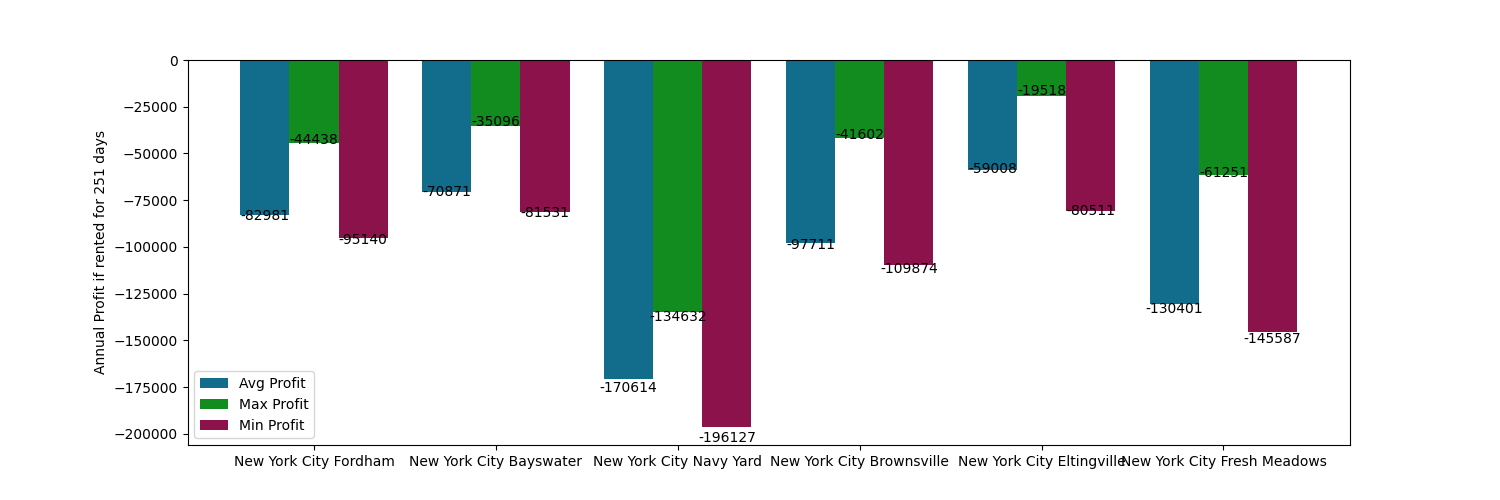 0
−25000
−50000
−75000
−100000
−125000
−150000
−175000
−200000
Annual Profit if rented for 251 days
-82981
-44438
-95140
-70871
-35096
-81531
-170614
-134632
-196127
-97711
-41602
-109874
-59008
-19518
-80511
-130401
-61251
-145587
Avg Profit
Max Profit
Min Profit
New York City Fordham
New York City Bayswater
New York City Navy Yard
New York City Brownsville
New York City Eltingville
New York City Fresh Meadows